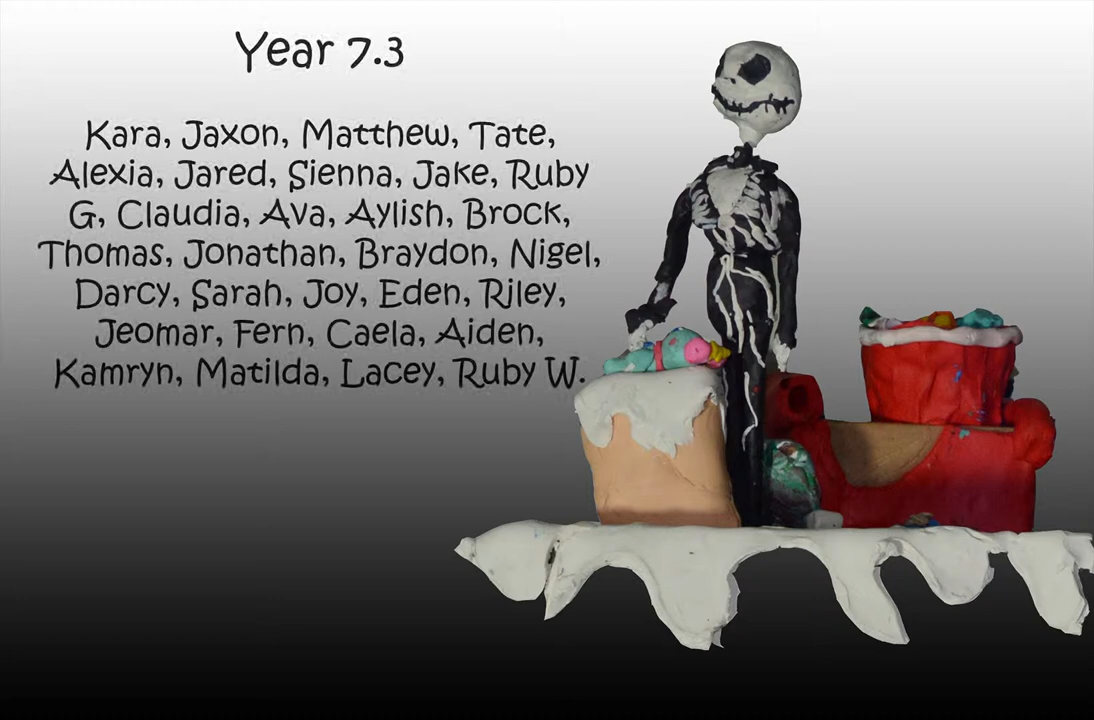 Year 7.3
Kara, Jaxon, Matthew, Tate,
Alexia, Jared, Sienna, Jake, Ruby
G, Claudia, Ava, Aylish, Brock,
Thomas, Jonathan, Braydon, Nigel,
Darcy, Sarah, Joy, Eden, Riley,
Jeomar, Fern, Caela, Aiden,
Kamryn, Matilda, Lacey, Ruby W.